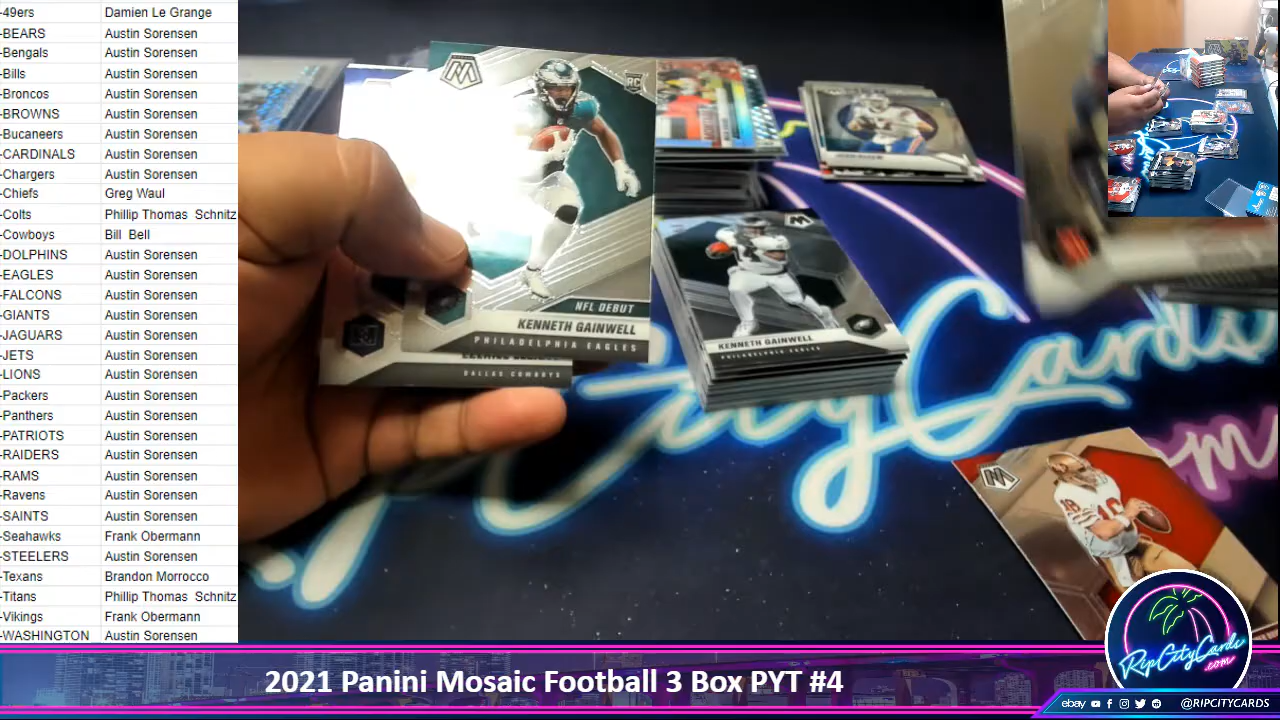 -49ers Damien Le Grange
-BEARS Austin Sorensen
-Bengals Austin Sorensen
-Bills Austin Sorensen
-Broncos Austin Sorensen
-BROWNS Austin Sorensen
-Bucaneers Austin Sorensen
-CARDINALS Austin Sorensen
-Chargers Austin Sorensen
-Chiefs Greg Waul
-Colts Phillip Thomas Schnitz
-Cowboys Bill Bell
-DOLPHINS Austin Sorensen
-EAGLES Austin Sorensen
-FALCONS Austin Sorensen
-GIANTS Austin Sorensen
-JAGUARS Austin Sorensen
-JETS Austin Sorensen
-LIONS Austin Sorensen
-Packers Austin Sorensen
-Panthers Austin Sorensen
-PATRIOTS Austin Sorensen
-RAIDERS Austin Sorensen
-RAMS Austin Sorensen
-Ravens Austin Sorensen
-SAINTS Austin Sorensen
-Seahawks Frank Obermann
-STEELERS Austin Sorensen
-Texans Brandon Morrocco
-Titans Phillip Thomas Schnitz
-Vikings Frank Obermann
-WASHINGTON Austin Sorensen
RC
NFL DEBUT
KENNETH GAINWELL
PHILADELPHIA EAGLES
DALLAS COWBOYS
KENNETH GAINWELL
PHILADELPHIA EAGLES
City Cards
2021 Panini Mosaic Football 3 Box PYT #4
RipCityCards
.com
ebay @RIPCITYCARDS